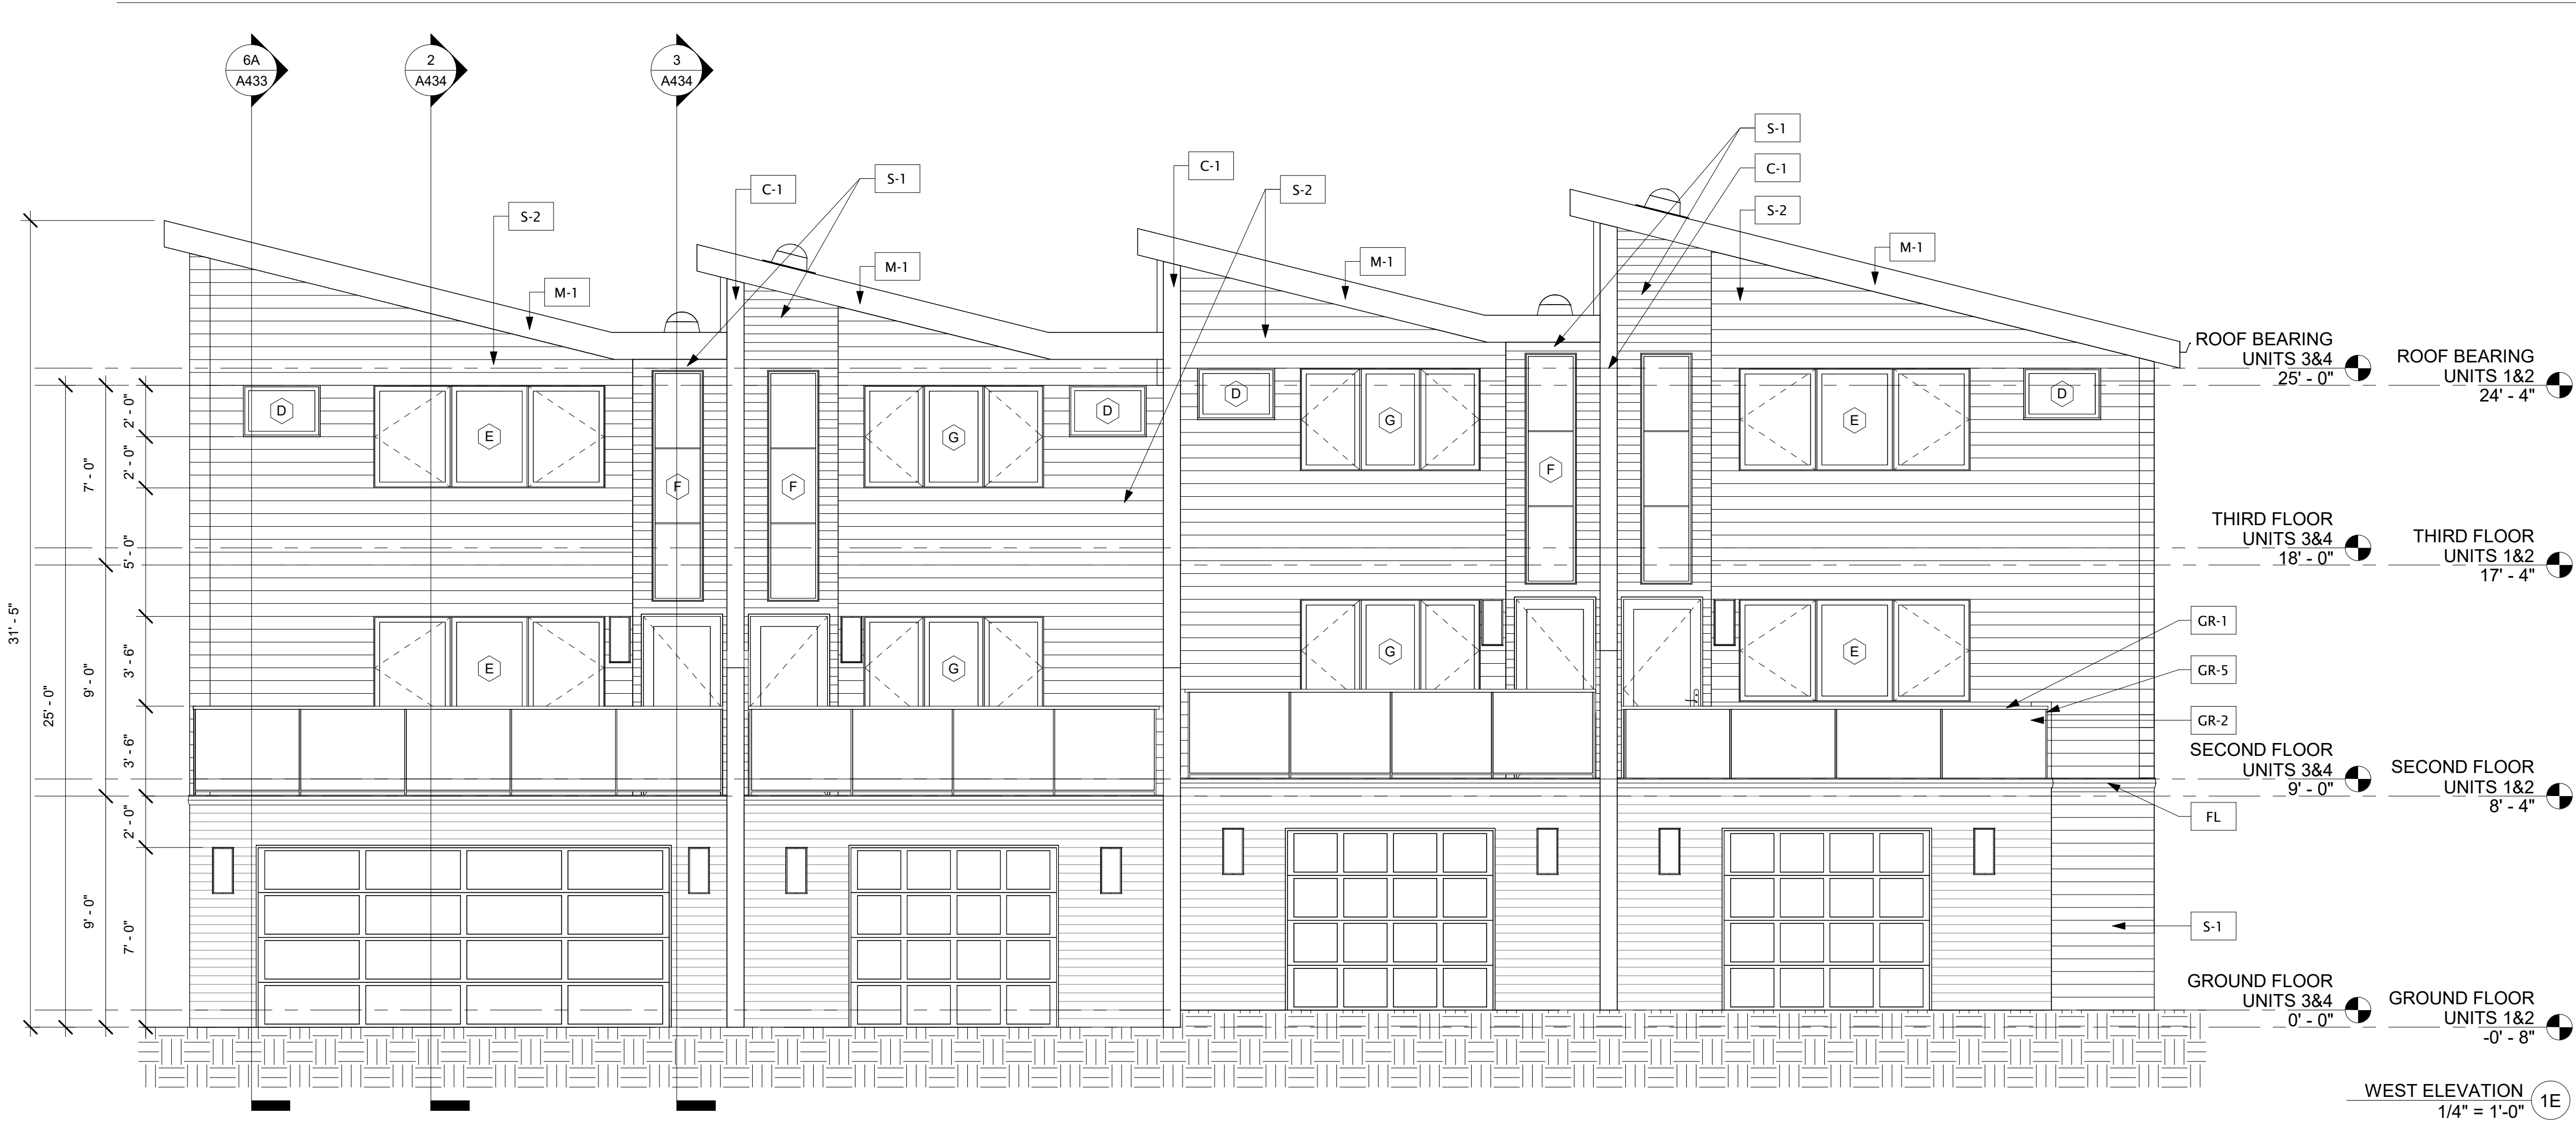 6A
A433
2
A434
3
A434
S-1
C-1
S-1
C-1
C-1
S-2
S-2
S-2
M-1
M-1
M-1
M-1
ROOF BEARING
UNITS 3&4
25' - 0"
ROOF BEARING
UNITS 1&2
24' - 4"
D
E
F
F
G
D
D
G
F
E
D
THIRD FLOOR
UNITS 3&4
18' - 0"
THIRD FLOOR
UNITS 1&2
17' - 4"
E
G
G
E
GR-1
GR-5
GR-2
SECOND FLOOR
UNITS 3&4
9' - 0"
SECOND FLOOR
UNITS 1&2
8' - 4"
FL
S-1
GROUND FLOOR
UNITS 3&4
0' - 0"
GROUND FLOOR
UNITS 1&2
-0' - 8"
31' - 5"
25' - 0"
7' - 0"
9' - 0"
9' - 0"
2' - 0"
2' - 0"
5' - 0"
3' - 6"
3' - 6"
2' - 0"
7' - 0"
WEST ELEVATION
1/4" = 1'-0"
1E